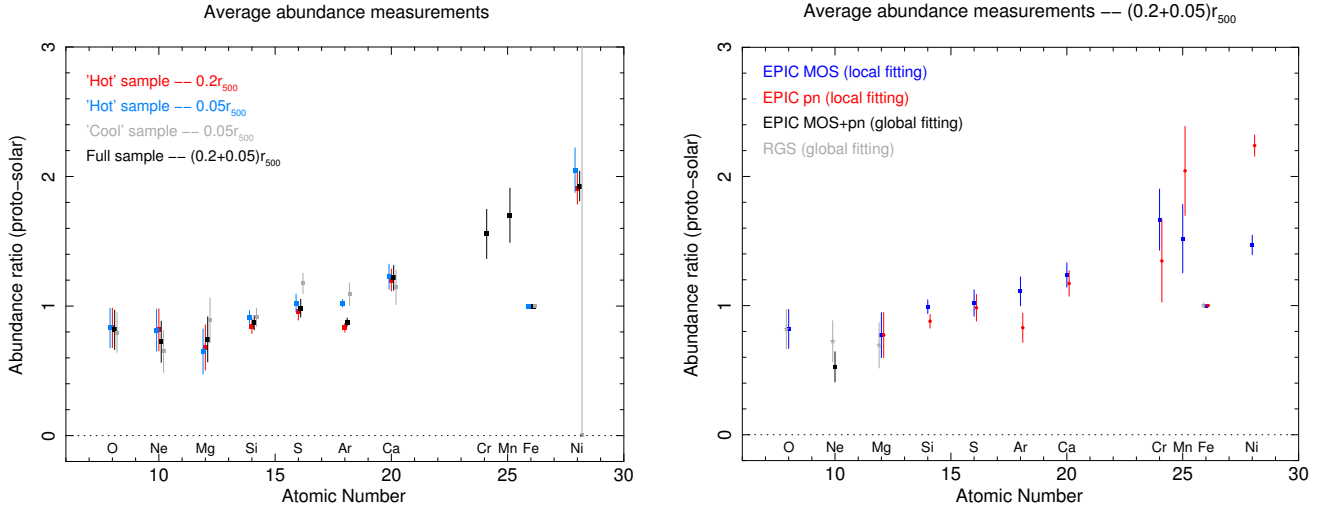 Average abundance measurements
3
2
1
0
Abundance ratio (proto−solar)
'Hot' sample −− 0.2r500
'Hot' sample −− 0.05r500
'Cool' sample −− 0.05r500
Full sample −− (0.2+0.05)r500
O Ne Mg Si S Ar Ca Cr Mn Fe Ni
10 15 20 25 30
Atomic Number
Average abundance measurements −− (0.2+0.05)r500
3
2
1
0
Abundance ratio (proto−solar)
EPIC MOS (local fitting)
EPIC pn (local fitting)
EPIC MOS+pn (global fitting)
RGS (global fitting)
O Ne Mg Si S Ar Ca Cr Mn Fe Ni
10 15 20 25 30
Atomic Number